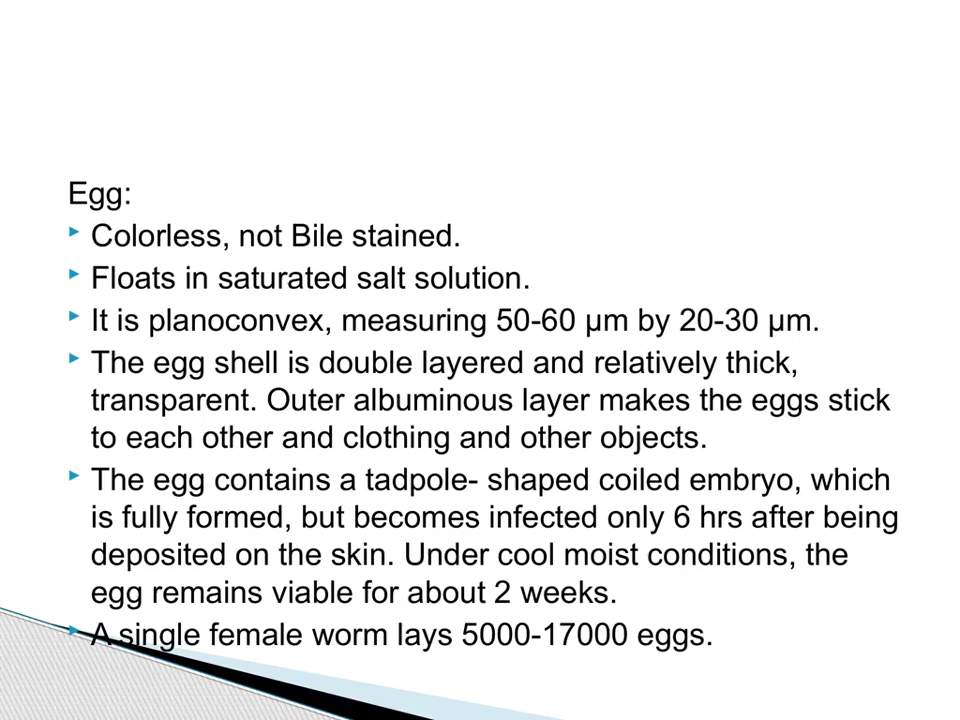 Egg:
Colorless, not Bile stained.
Floats in saturated salt solution.
It is planoconvex, measuring 50-60 μm by 20-30 μm.
The egg shell is double layered and relatively thick,
transparent. Outer albuminous layer makes the eggs stick
to each other and clothing and other objects.
The egg contains a tadpole- shaped coiled embryo, which
is fully formed, but becomes infected only 6 hrs after being
deposited on the skin. Under cool moist conditions, the
egg remains viable for about 2 weeks.
A single female worm lays 5000-17000 eggs.